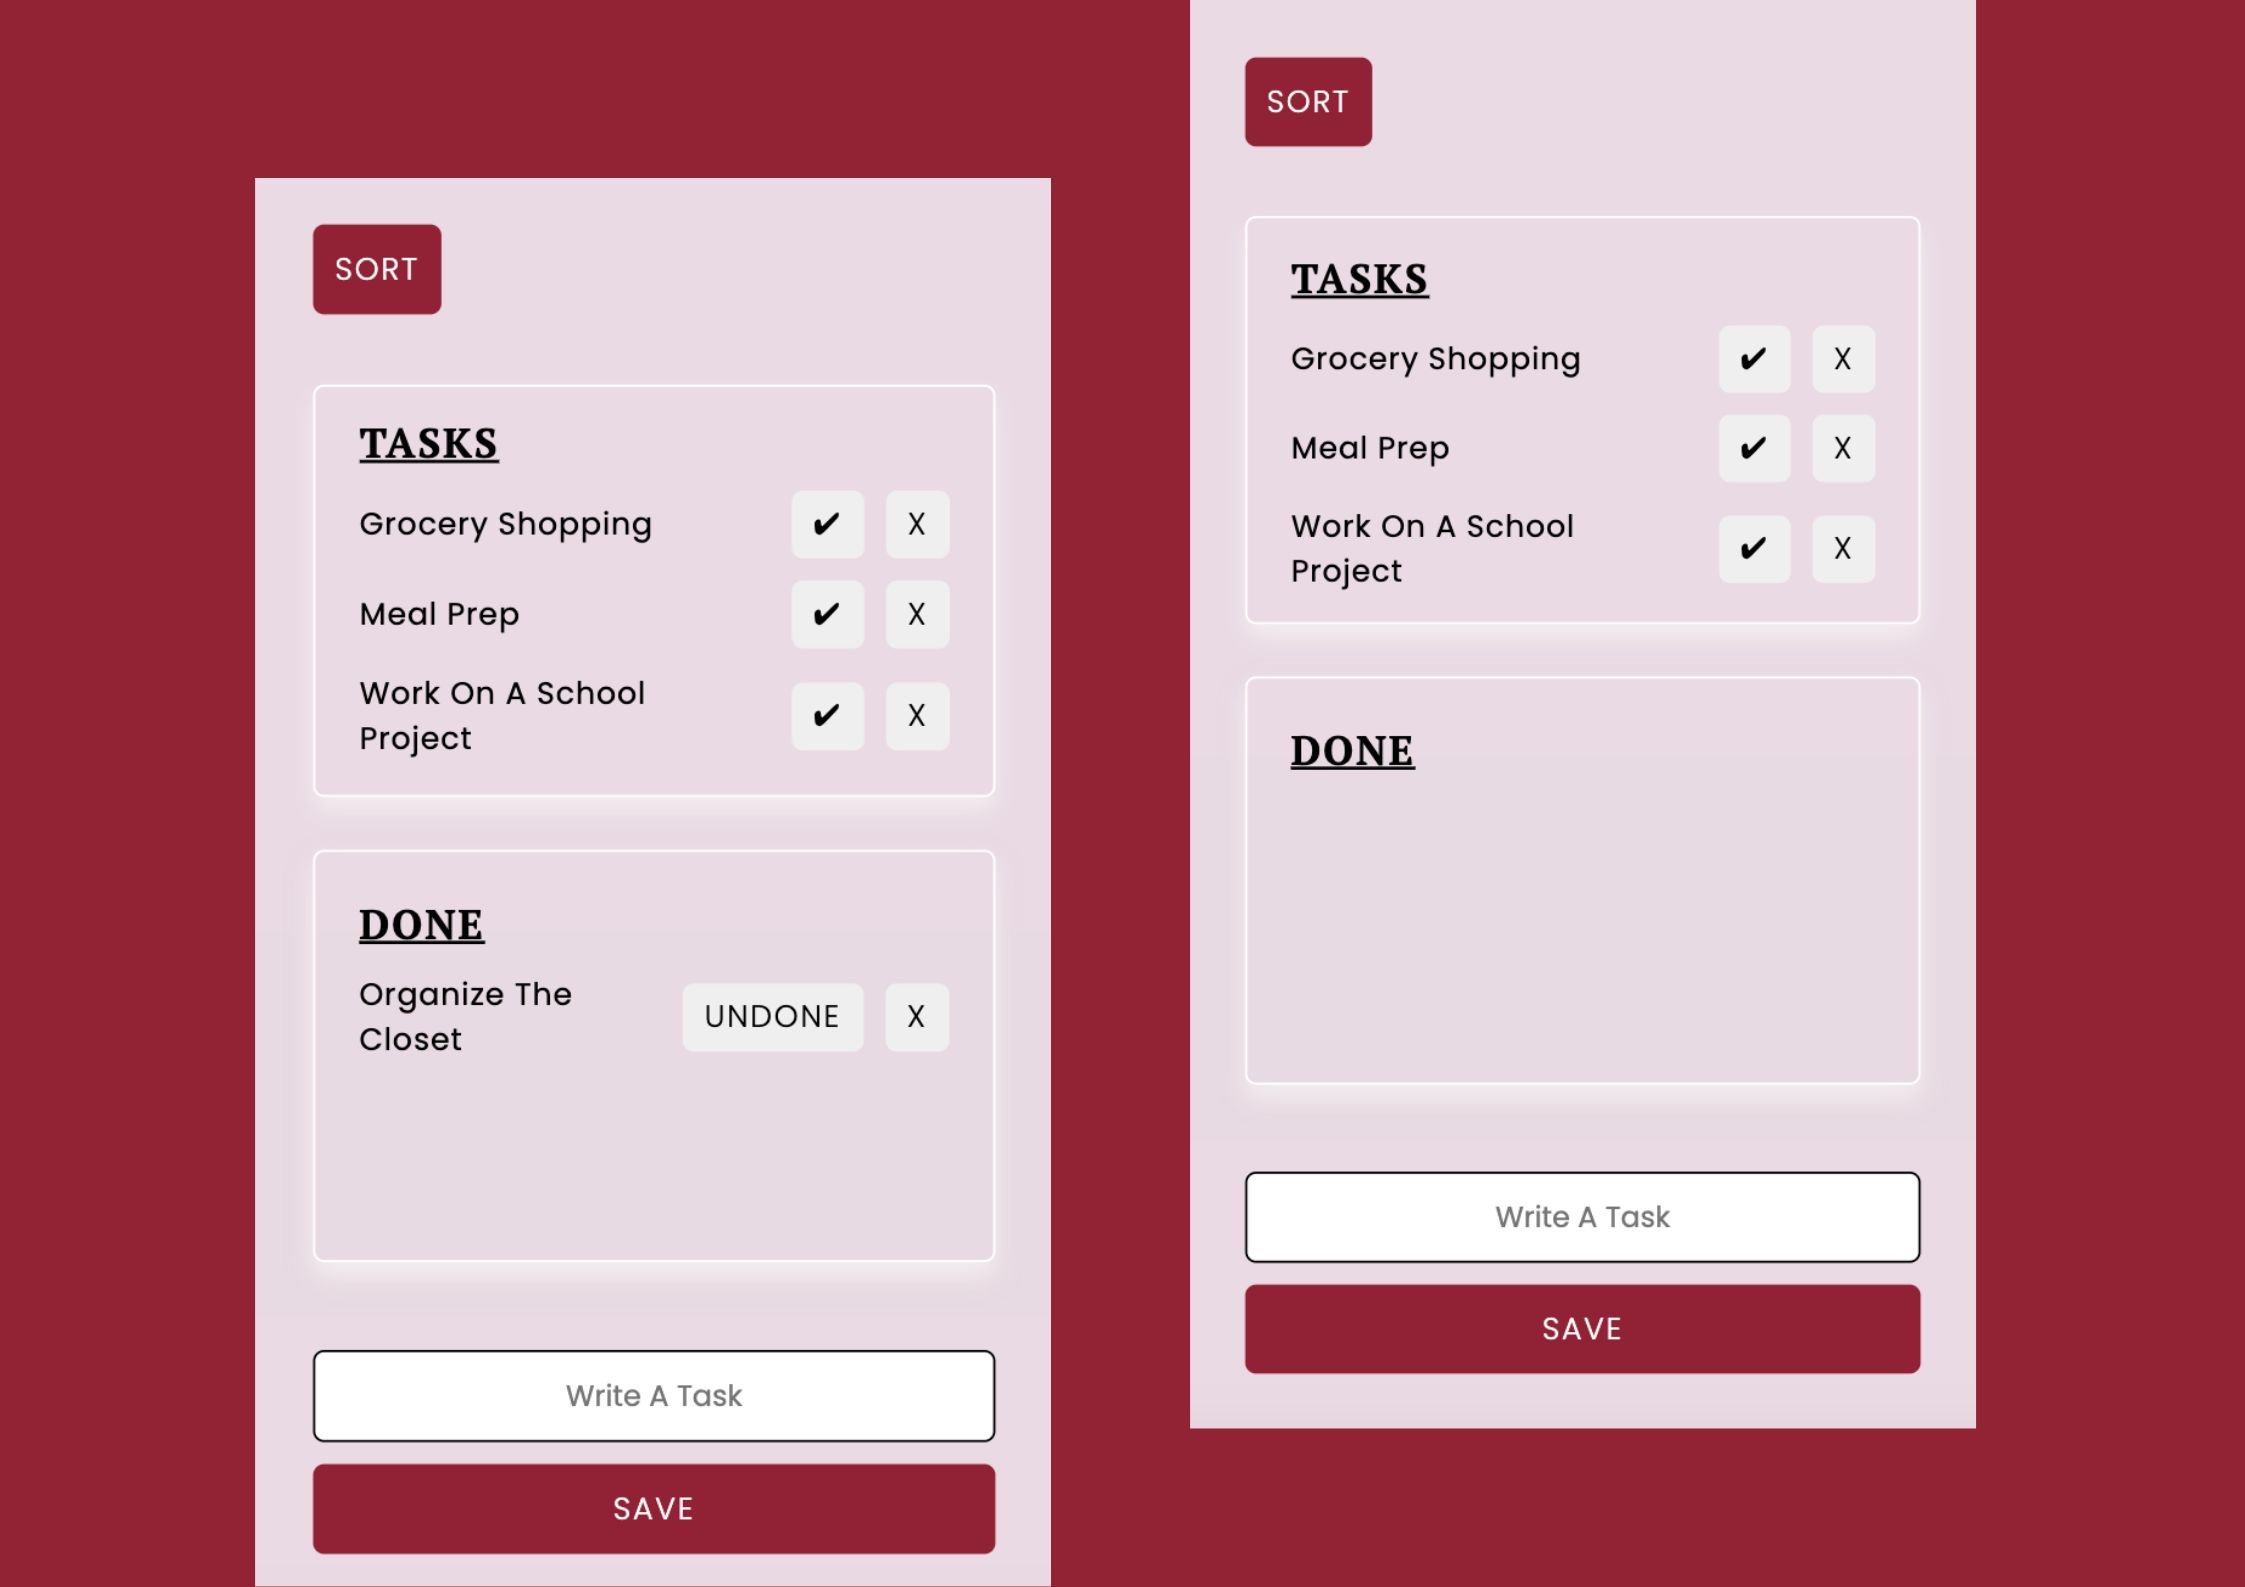 SORT
TASKS
Grocery Shopping ✔ X
Meal Prep ✔ X
Work On A School
Project ✔ X
DONE
Organize The
Closet UNDONE X
Write A Task
SAVE
SORT
TASKS
Grocery Shopping ✔ X
Meal Prep ✔ X
Work On A School
Project ✔ X
DONE
Write A Task
SAVE